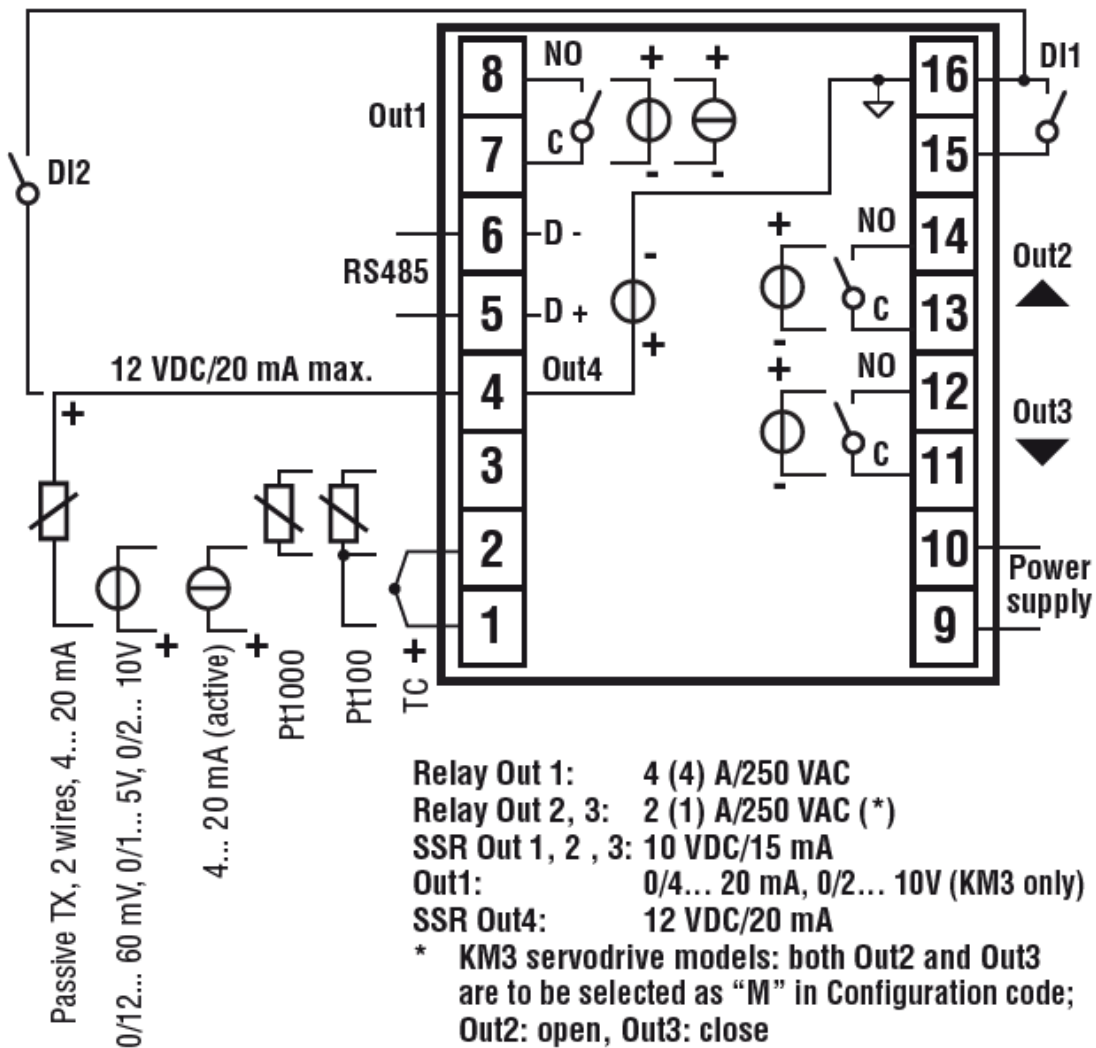 8
NO
+
+
16
DI1
Out1
7
C
-
-
15
DI2
6
D -
-
+
NO
14
Out2
RS485
5
D +
+
C
13
-
12 VDC/20 mA max.
4
Out4
+
NO
12
Out3
+
3
C
11
-
2
10
Power
supply
1
9
+
+
+
TC
Pt100
Pt1000
4... 20 mA (active)
0/12... 60 mV, 0/1... 5V, 0/2... 10V
Passive TX, 2 wires, 4... 20 mA
Relay Out 1: 4 (4) A/250 VAC
Relay Out 2, 3: 2 (1) A/250 VAC (*)
SSR Out 1, 2 , 3: 10 VDC/15 mA
Out1: 0/4... 20 mA, 0/2... 10V (KM3 only)
SSR Out4: 12 VDC/20 mA
* KM3 servodrive models: both Out2 and Out3
are to be selected as “M” in Configuration code;
Out2: open, Out3: close